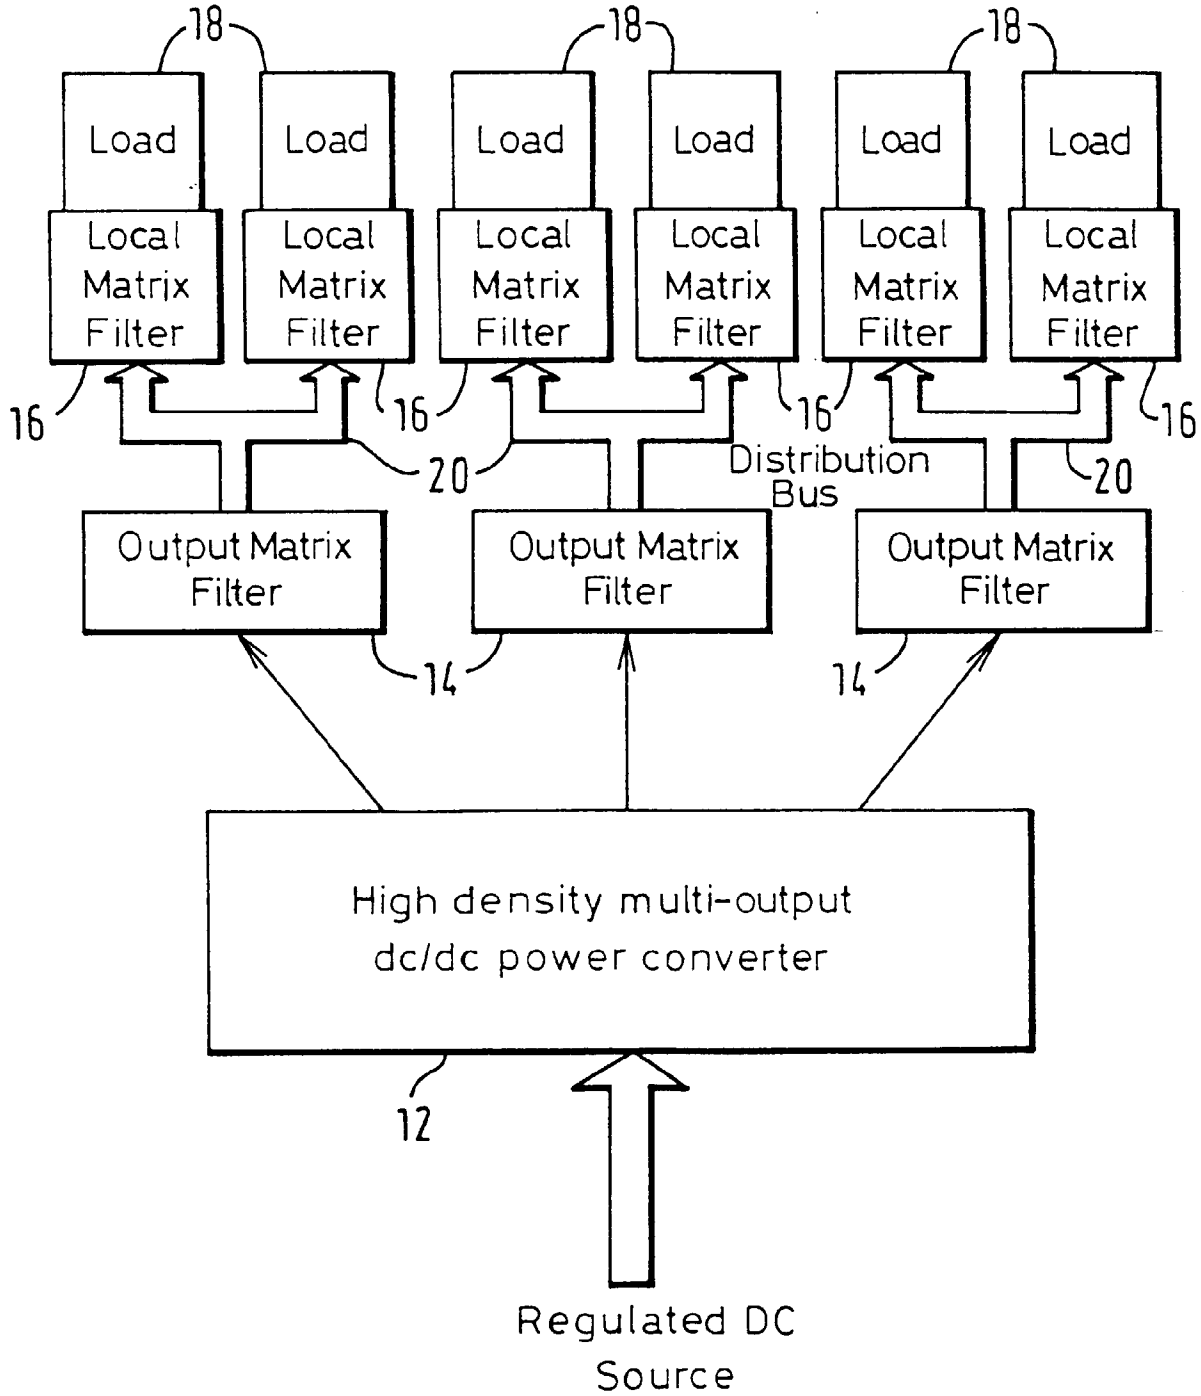 18 18 18
Load Load Load Load Load Load
Local Local Local Local Local Local
Matrix Matrix Matrix Matrix Matrix Matrix
Filter Filter Filter Filter Filter Filter
16 16 16 16
20 20
Distribution
Bus
Output Matrix Output Matrix Output Matrix
Filter Filter Filter
14 14
High density multi-output
dc/dc power converter
12
Regulated DC
Source